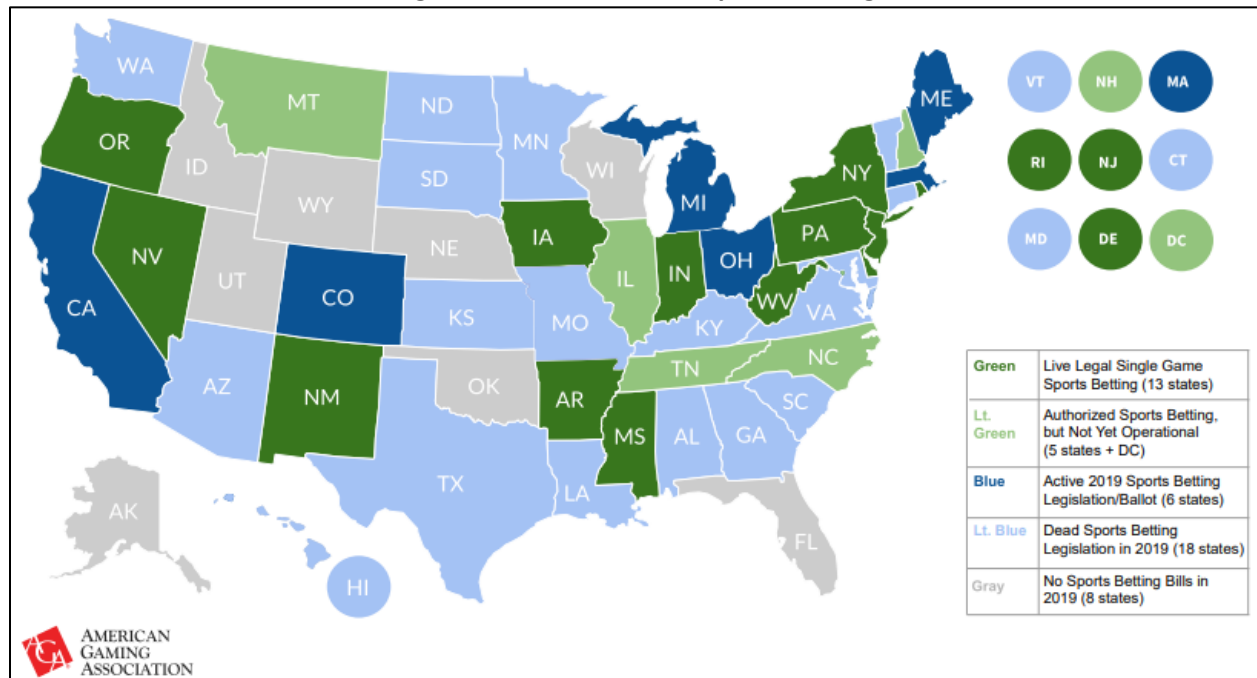 WA
MT
ND
MN
ME
VT
NH
MA
OR
ID
SD
WI
NY
RI
NJ
CT
WY
MI
IA
PA
MD
DE
DC
NV
NE
IL
IN
OH
UT
CO
WV
CA
KS
MO
KY
VA
AZ
NM
OK
AR
TN
NC
SC
MS
AL
GA
TX
LA
AK
FL
HI
Green Live Legal Single Game
Sports Betting (13 states)
Lt. Authorized Sports Betting,
Green but Not Yet Operational
(5 states + DC)
Blue Active 2019 Sports Betting
Legislation/Ballot (6 states)
Lt. Blue Dead Sports Betting
Legislation in 2019 (18 states)
Gray No Sports Betting Bills in
2019 (8 states)
AGA
AMERICAN
GAMING
ASSOCIATION